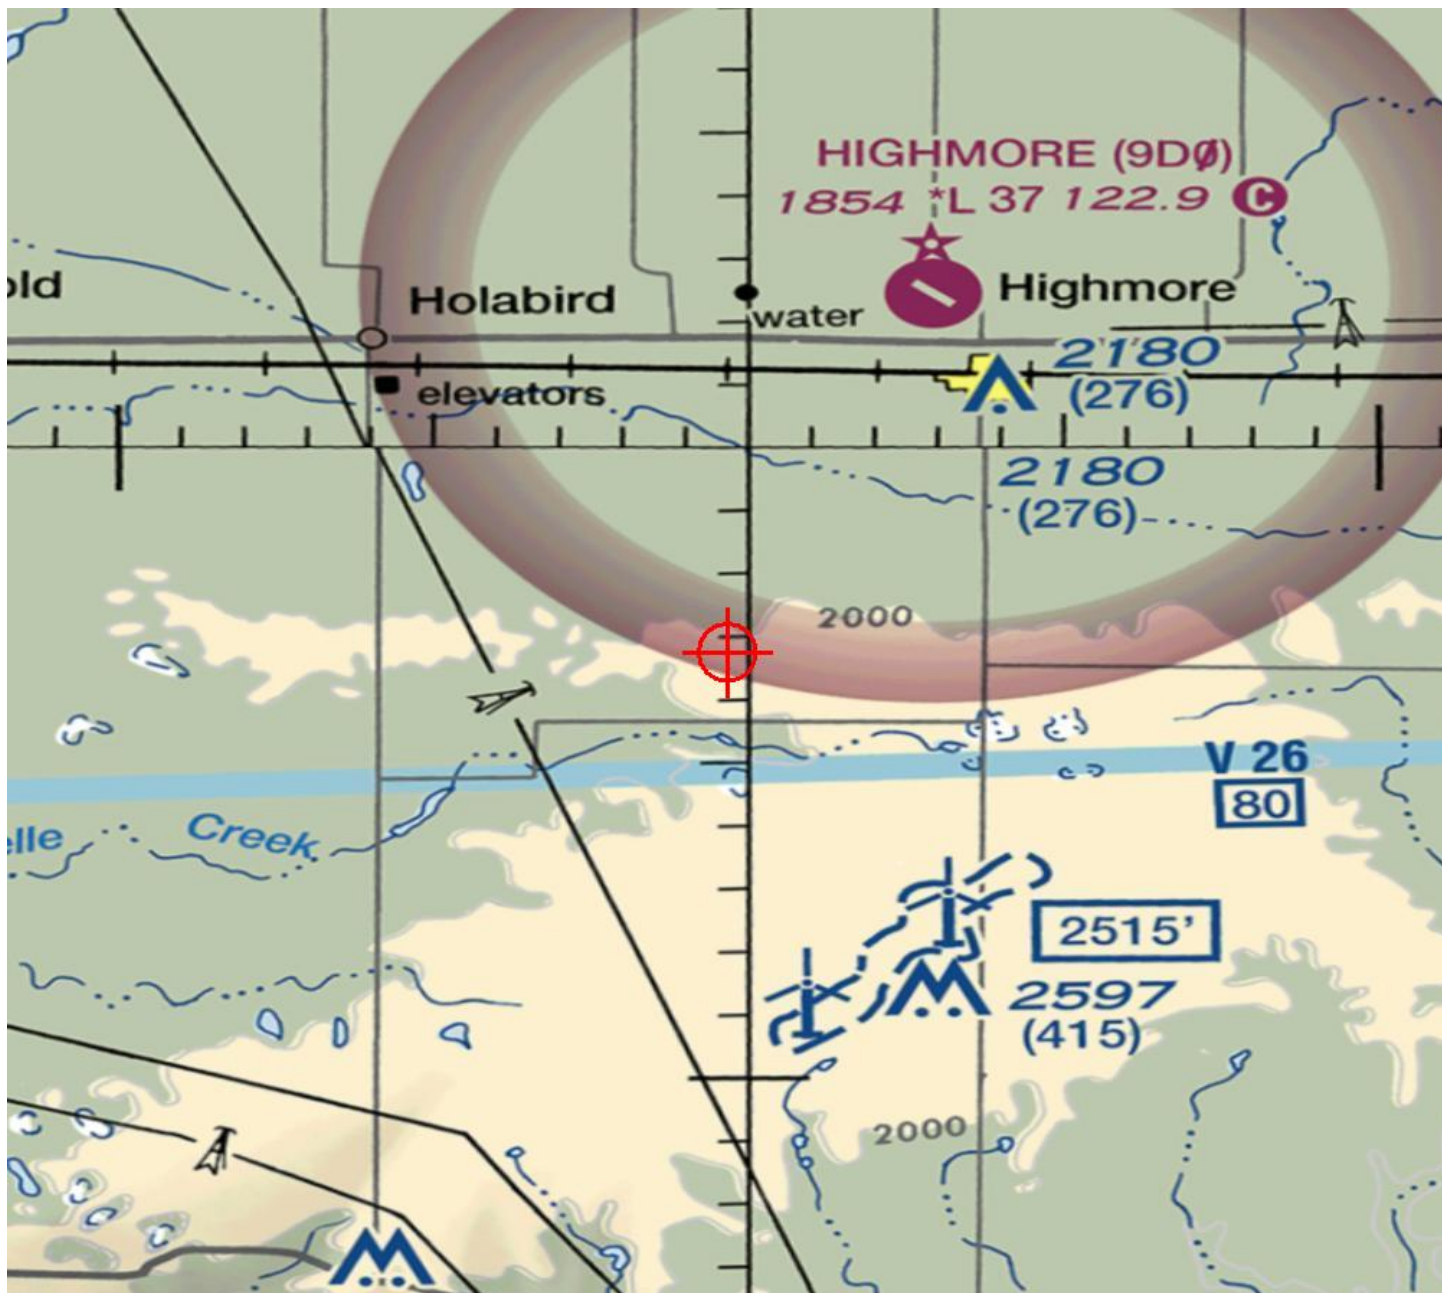 HIGHMORE (9DØ)
1854 *L 37 122.9 C
old
Holabird
water
Highmore
elevators
2180
(276)
2180
(276)
2000
V 26
80
elle Creek
2515'
2597
(415)
2000